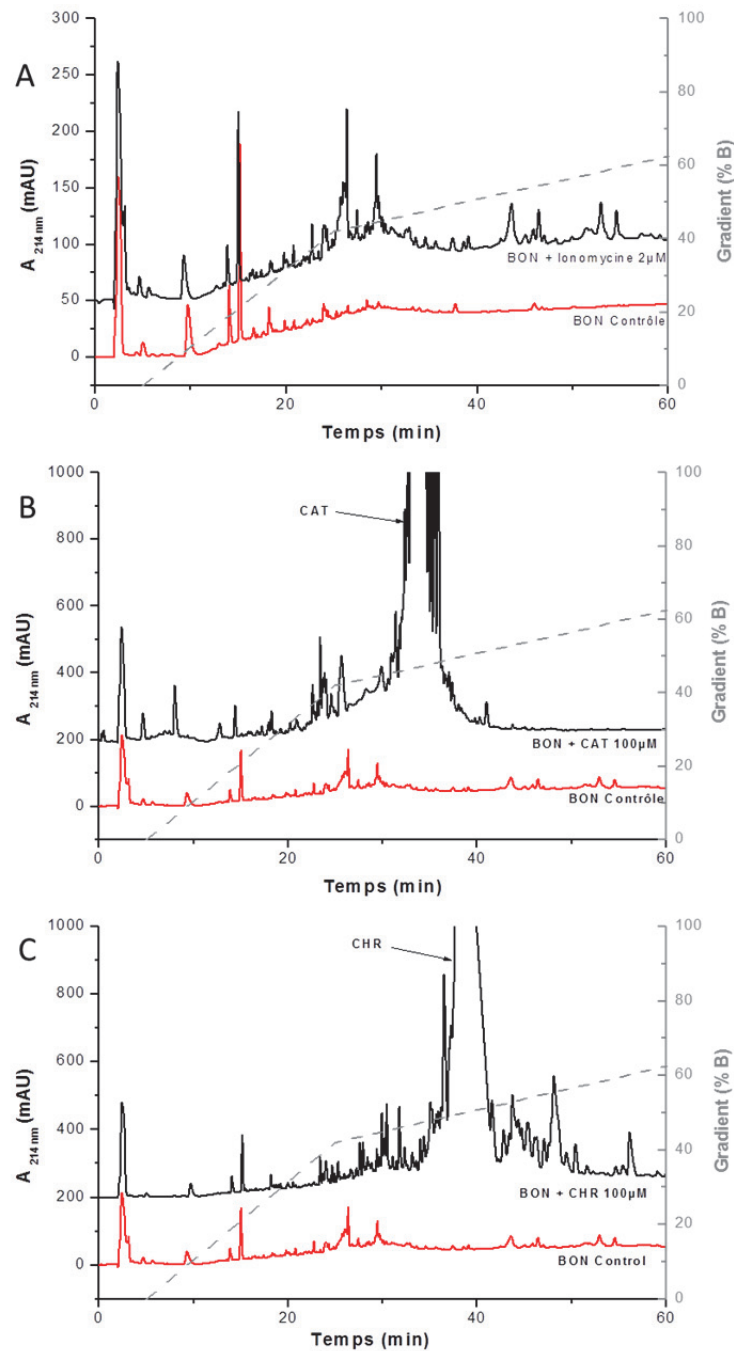 A
300
250
200
150
100
50
0
A 214 nm (mAU)
100
80
60
40
20
0
Gradient (% B)
BON + Ionomycine 2µM
BON Contrôle
0 20 40 60
Temps (min)
B
1000
800
600
400
200
0
A 214 nm (mAU)
100
80
60
40
20
0
Gradient (% B)
CAT
BON + CAT 100µM
BON Contrôle
0 20 40 60
Temps (min)
C
1000
800
600
400
200
0
A 214 nm (mAU)
100
80
60
40
20
0
Gradient (% B)
CHR
BON + CHR 100µM
BON Control
0 20 40 60
Temps (min)